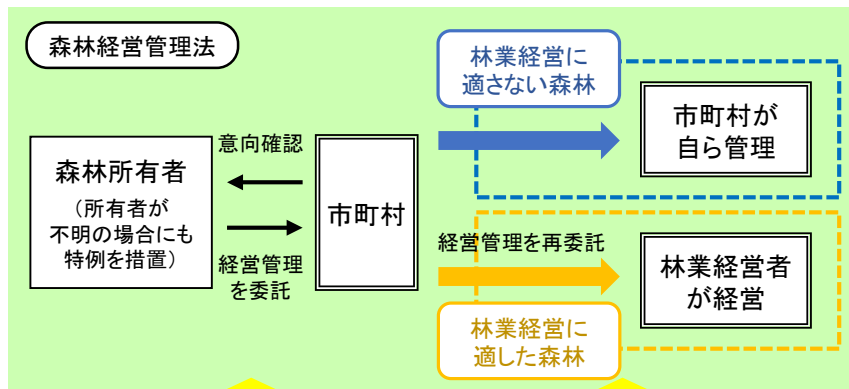 森林経営管理法
森林所有者
（所有者が
不明の場合にも
特例を措置）
意向確認
経営管理
を委託
市町村
林業経営に
適さない森林
市町村が
自ら管理
経営管理を再委託
林業経営者
が経営
林業経営に
適した森林